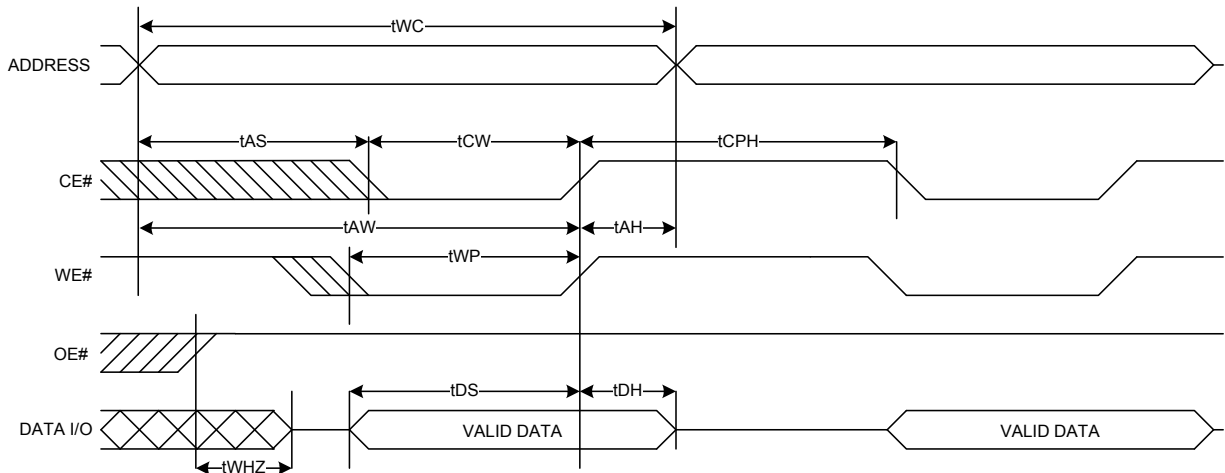 tWC
ADDRESS
tAS
tCW
tCPH
CE#
tAW
tAH
tWP
WE#
OE#
tDS
tDH
DATA I/O
VALID DATA
VALID DATA
tWHZ